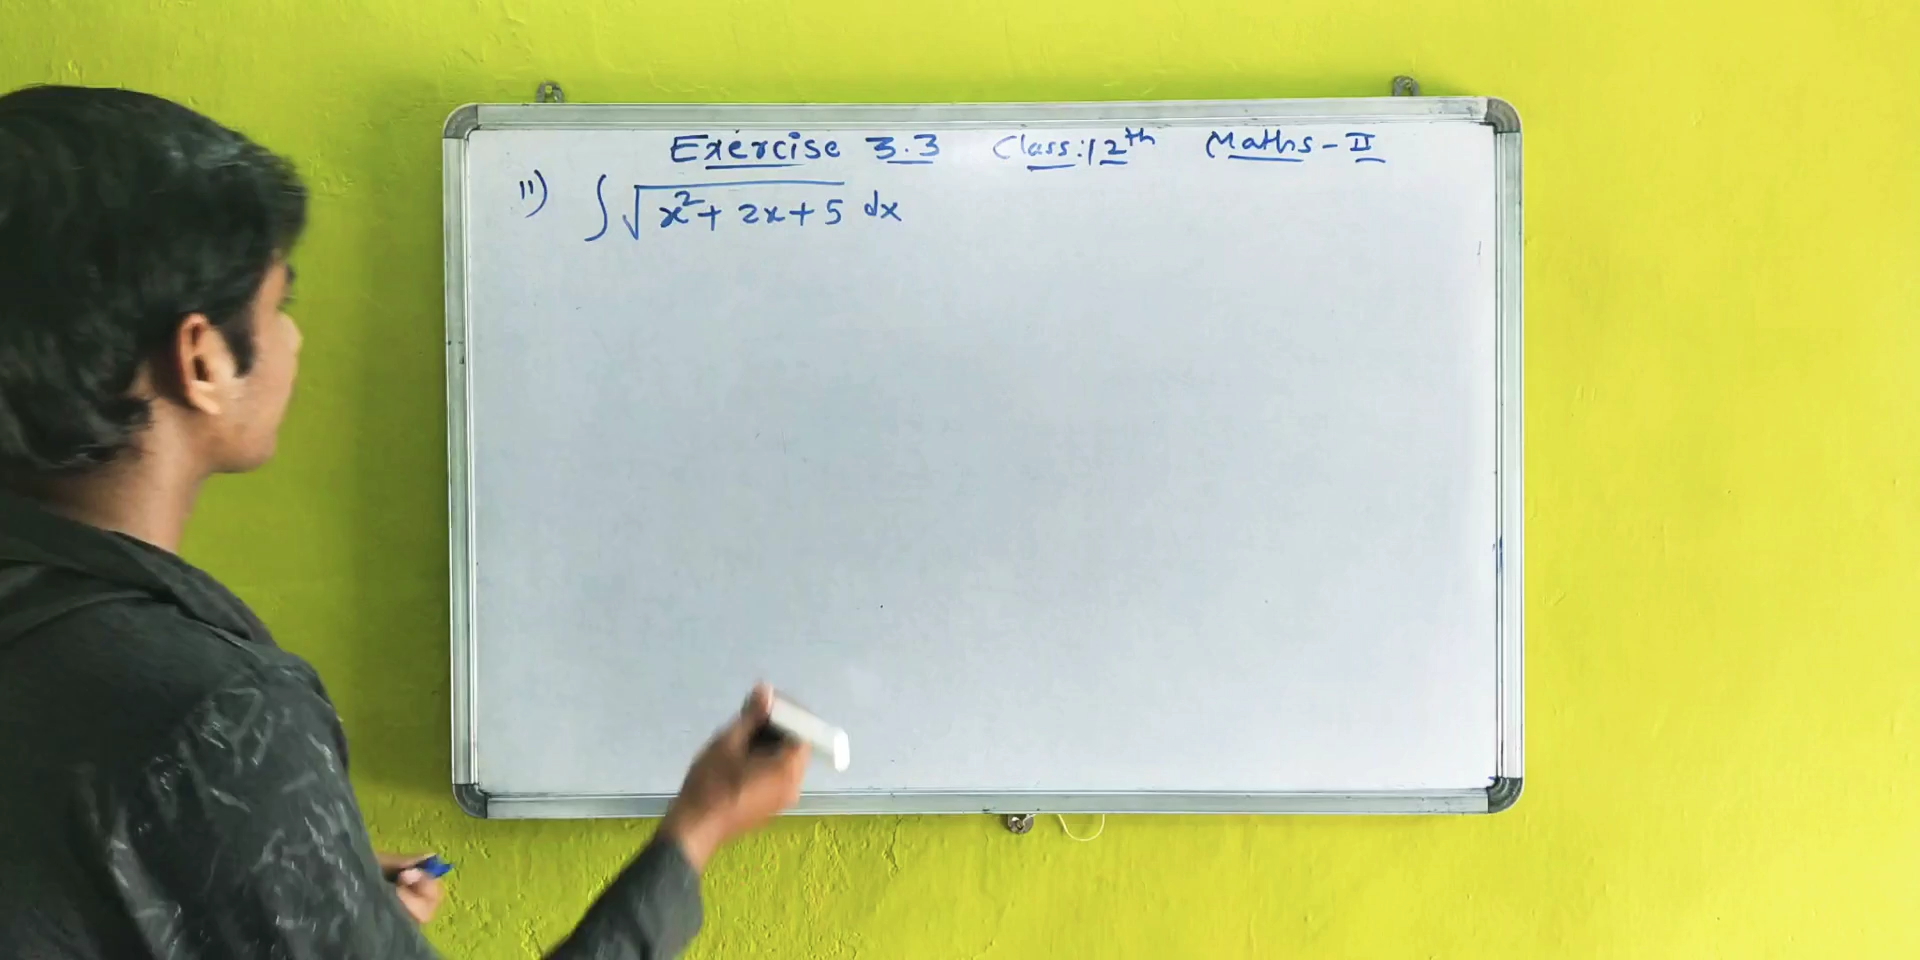 Exercise 3.3 Class:12th Maths-II
11) ∫√x²+2x+5 dx